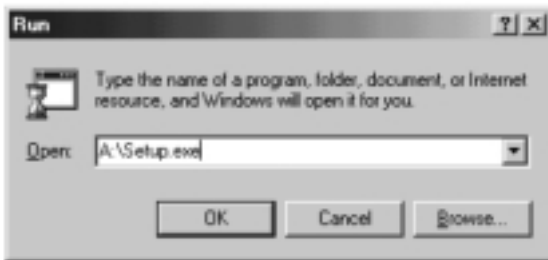 Run
Type the name of a program, folder, document, or Internet
resource, and Windows will open it for you.
Open: A:\Setup.exe
OK Cancel Browse...